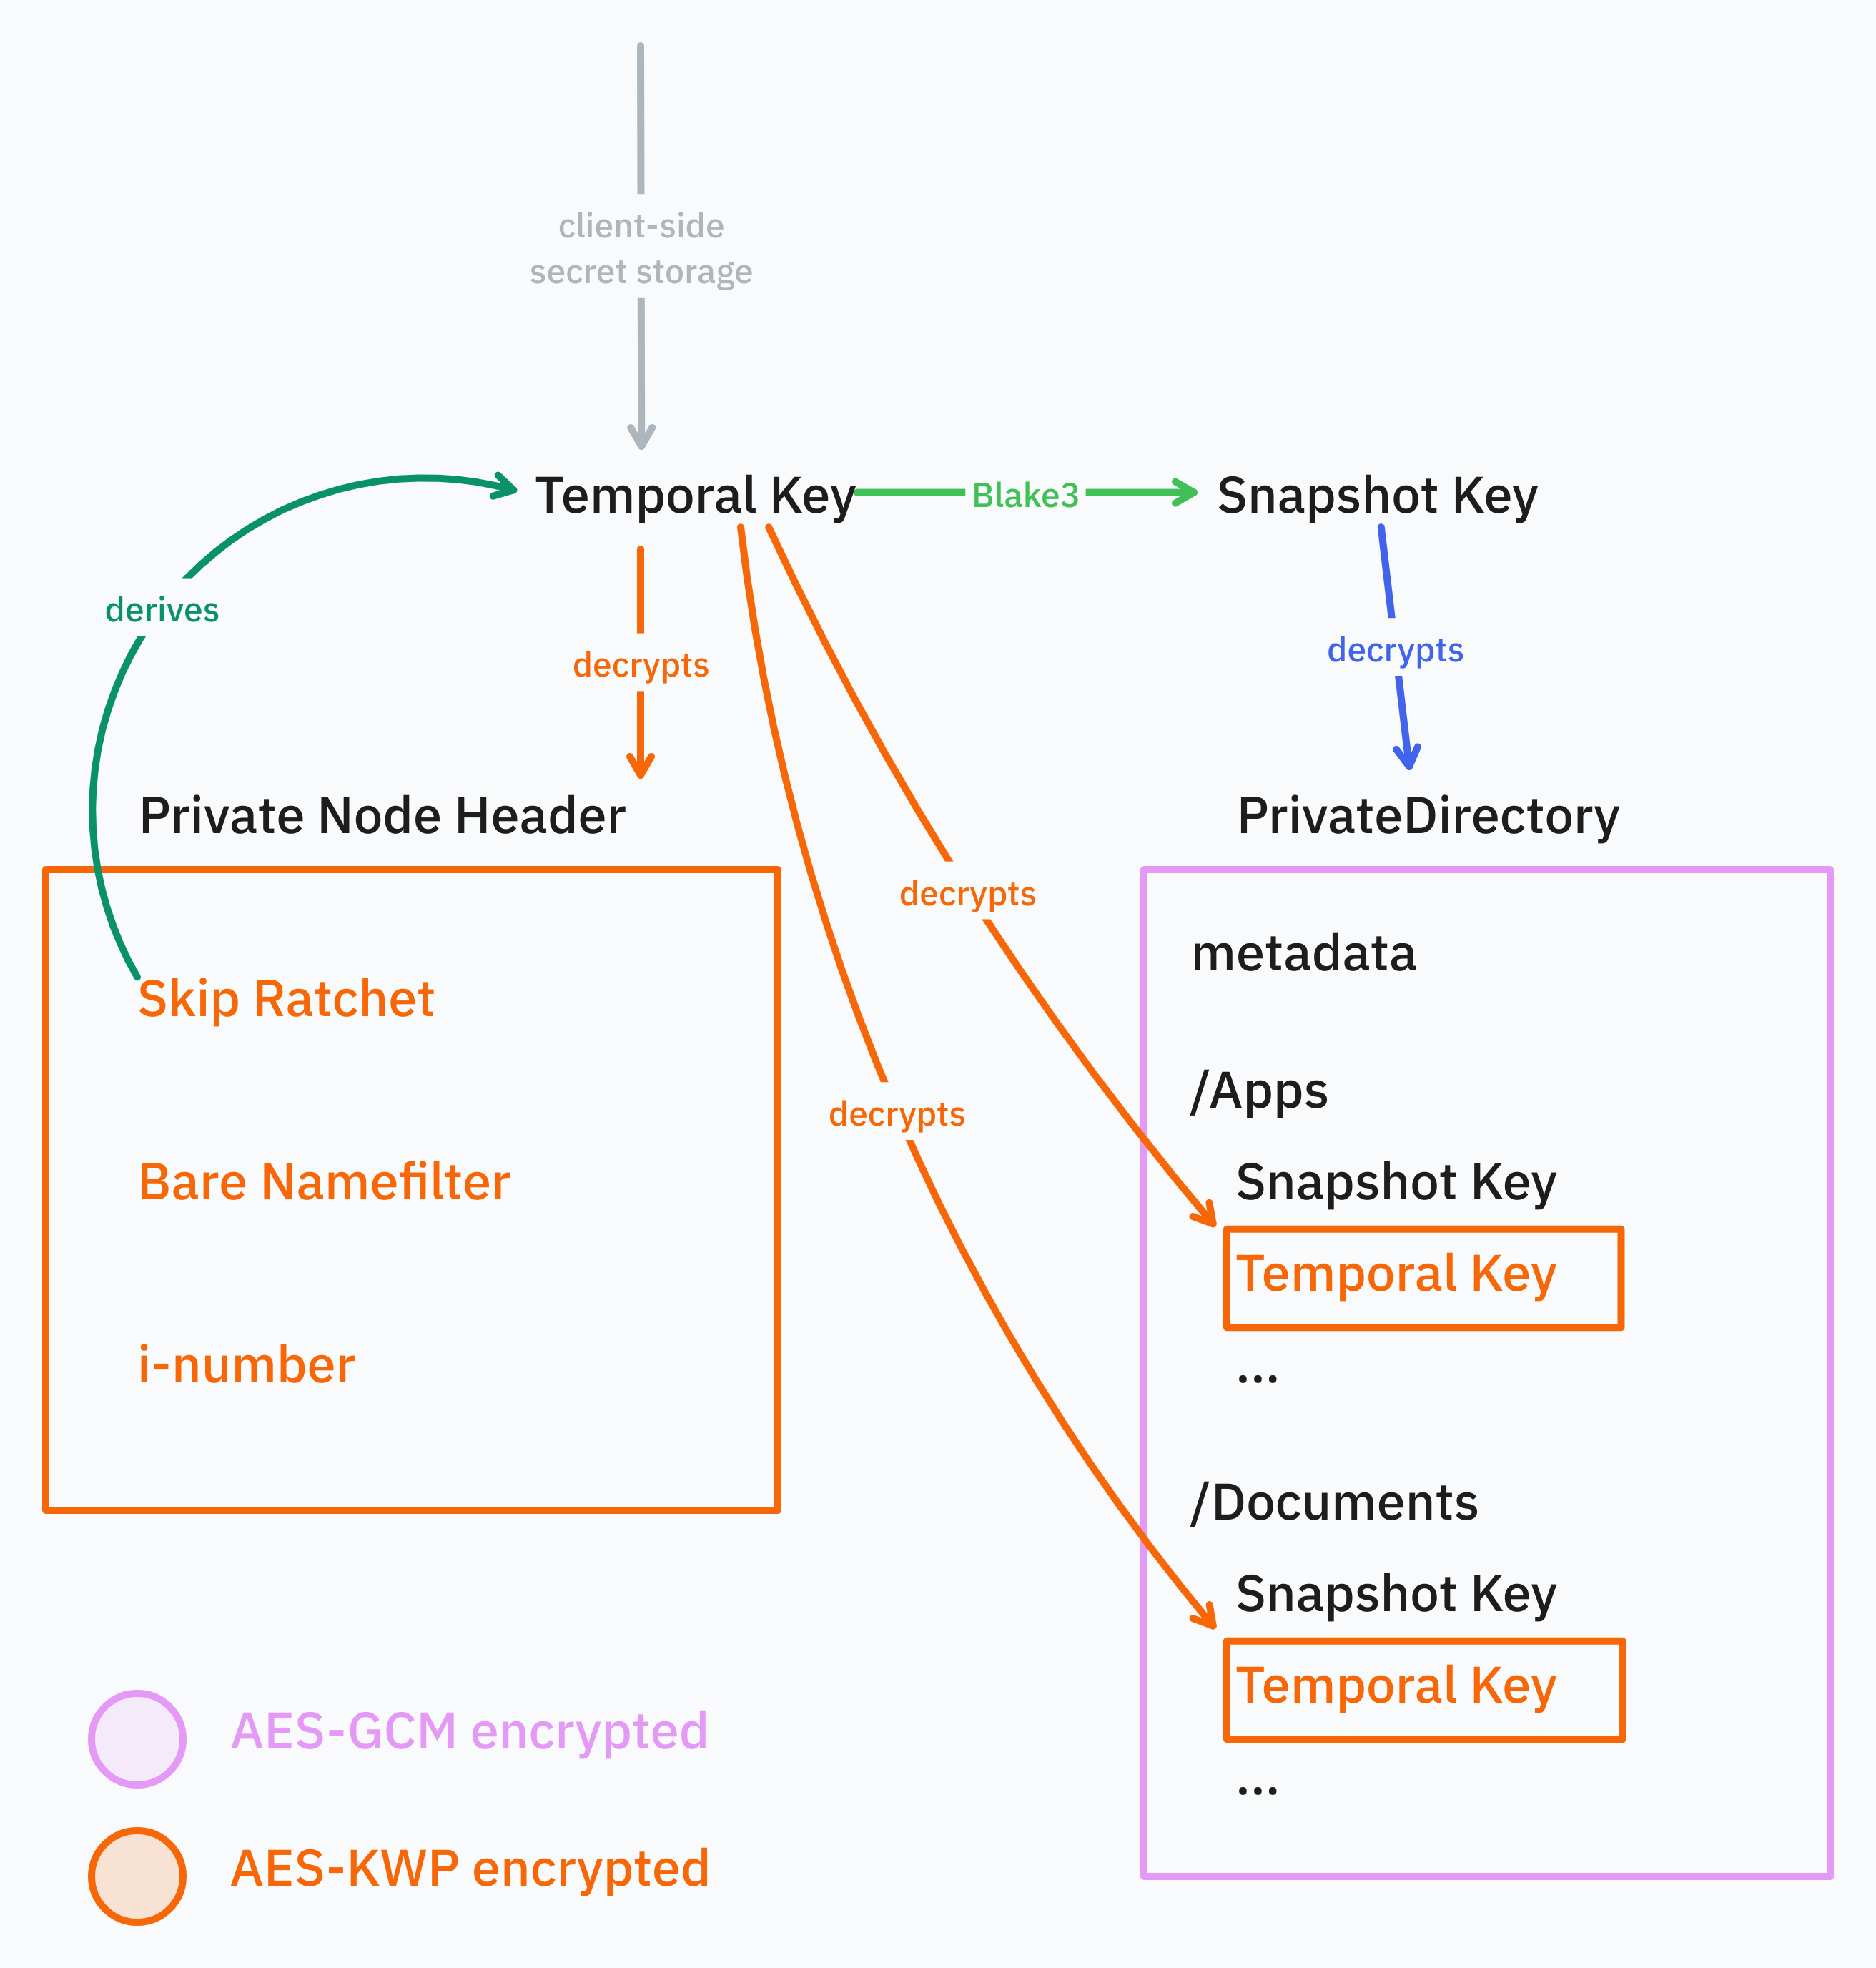 client-side
secret storage
Temporal Key
Blake3
Snapshot Key
derives
decrypts
decrypts
Private Node Header
PrivateDirectory
decrypts
metadata
Skip Ratchet
/Apps
decrypts
Bare Namefilter
Snapshot Key
Temporal Key
i-number
...
/Documents
Snapshot Key
Temporal Key
...
AES-GCM encrypted
AES-KWP encrypted